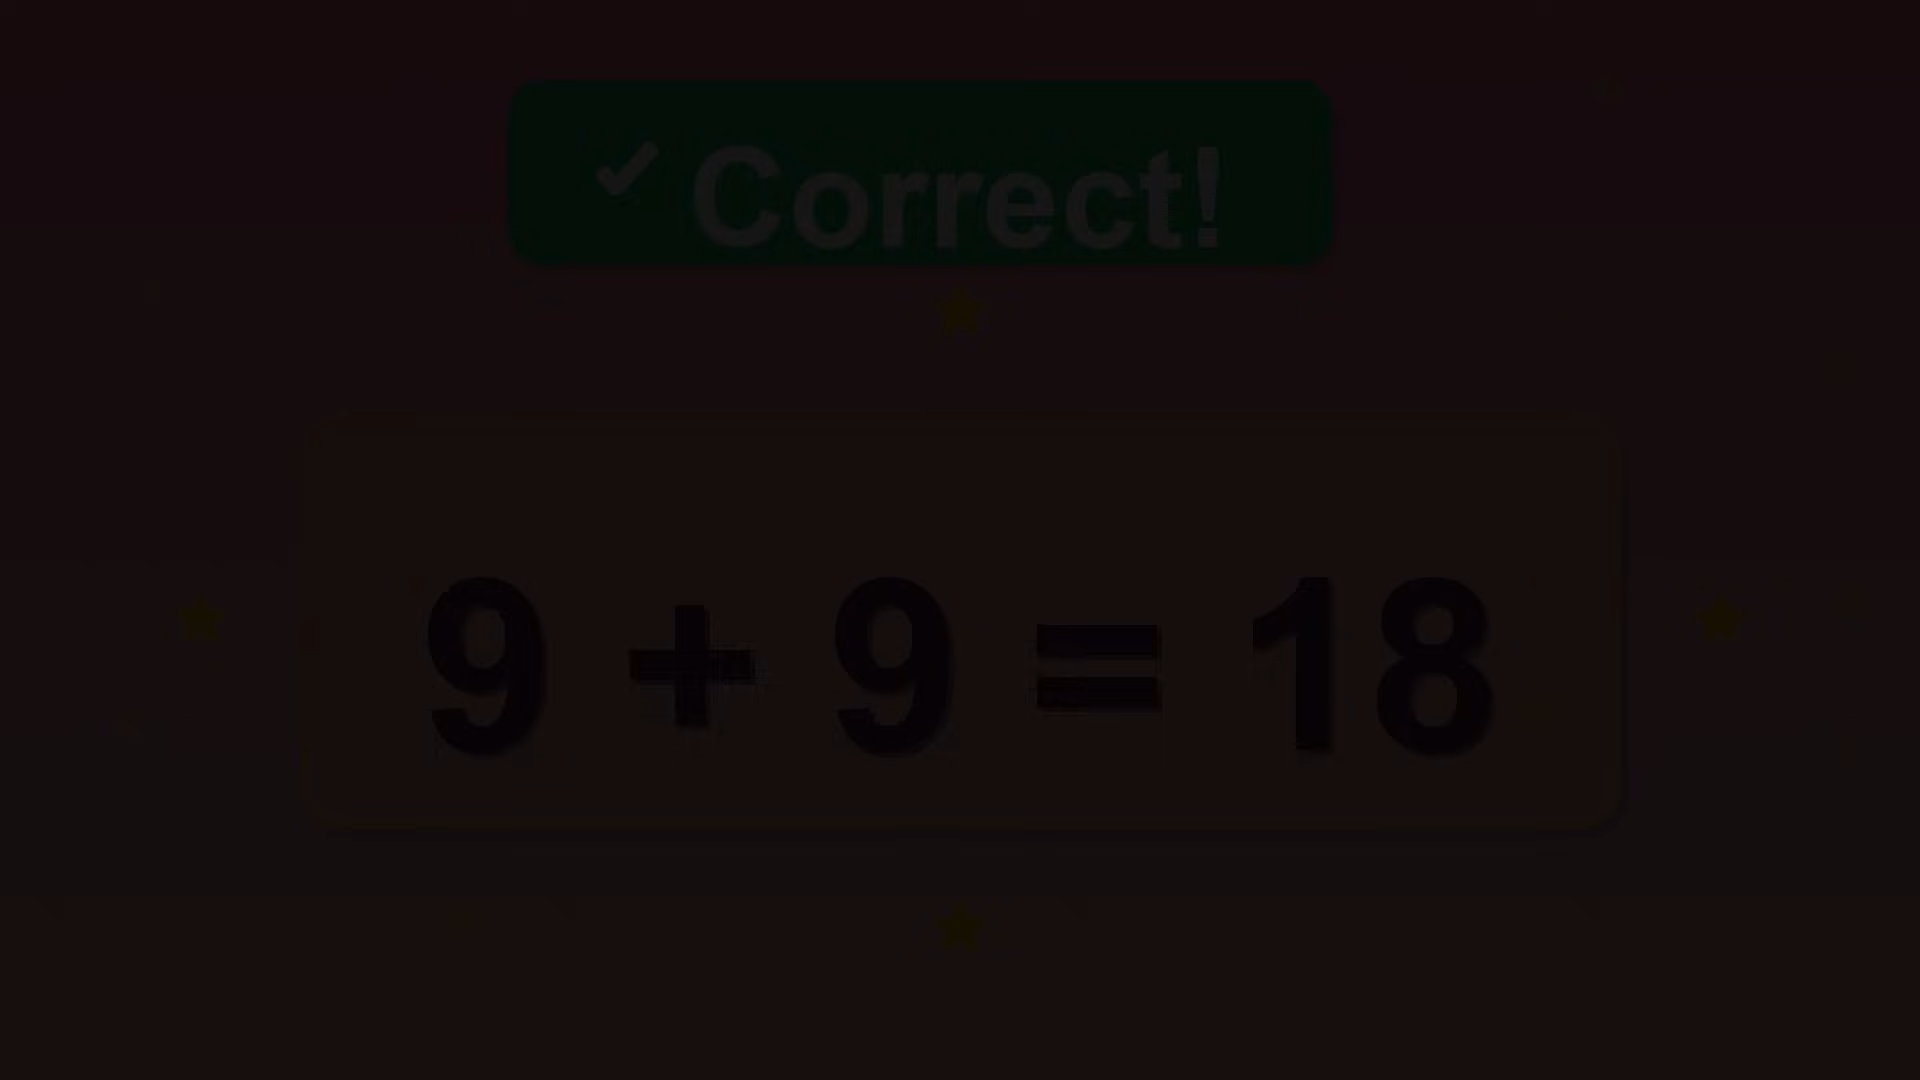 ✓ Correct!
9 + 9 = 18